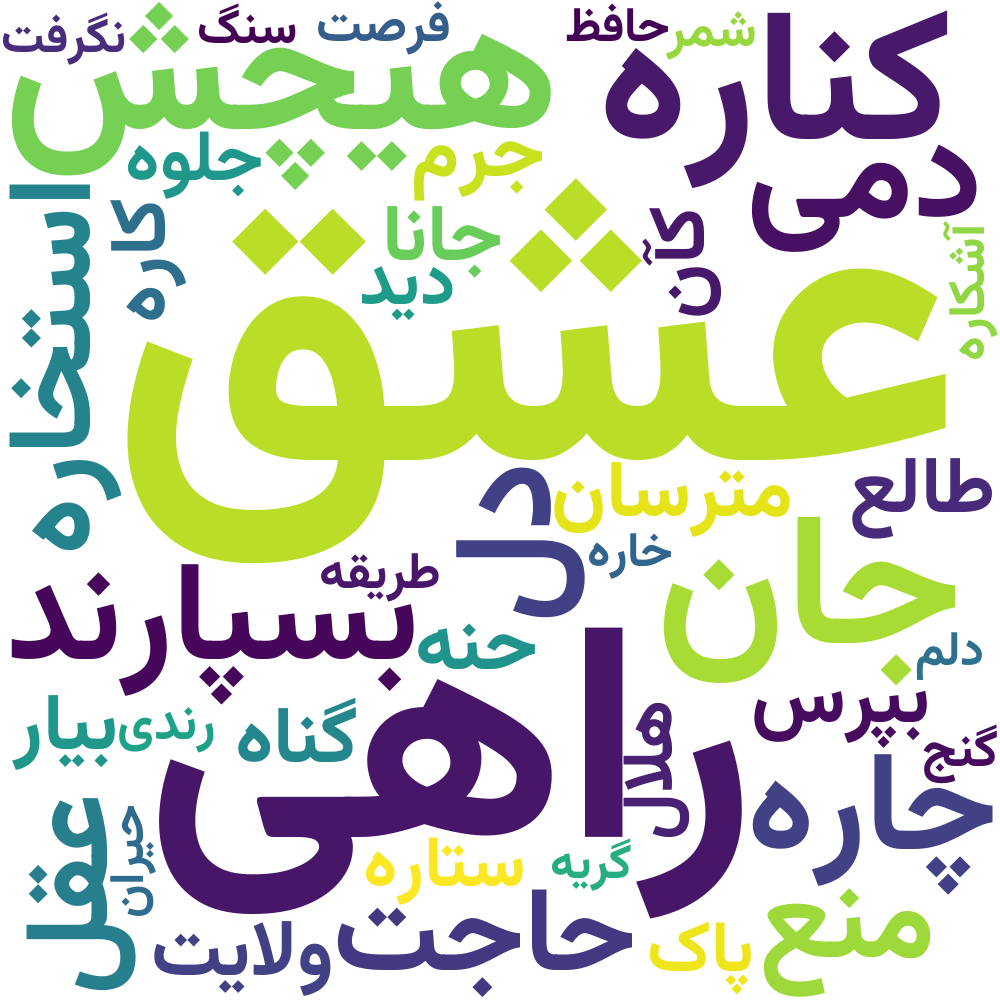 کناره
شمر
حافظ
فرصت
سنگ
نگرفت
هیچش
دمی
جرم
جلوه
استخاره
کاره
جانا
کآن
آشکاره
دید
عشق
طالع
مترسان
دل
خاره
جان
طریقه
بسپارند
حنه
دلم
راهی
بپرس
هلال
گناه
رندی
بیار
گنج
چاره
عقل
حیران
ستاره
گریه
منع
حاجت
پاک
ولایت